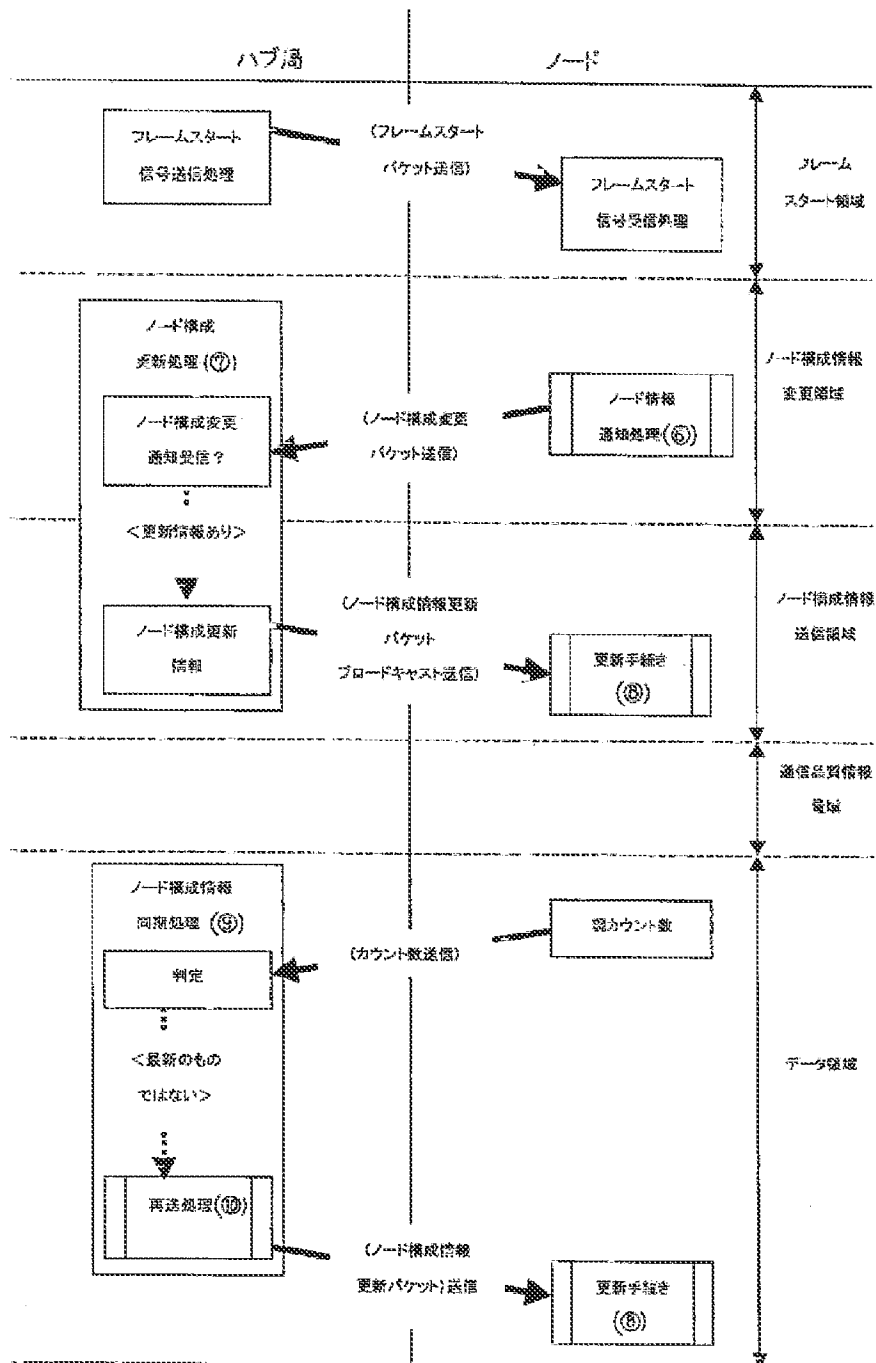 ハブ局
ノード
フレームスタート
信号送信処理
(フレームスタート
パケット送信)
フレームスタート
信号受信処理
フレーム
スタート領域
ノード構成
更新処理(⑦)
ノード構成変更
通知受信?
<更新情報あり>
ノード構成更新
情報
(ノード構成変更
パケット送信)
ノード情報
通知処理(⑥)
ノード構成情報
変更領域
(ノード構成情報更新
パケット
ブロードキャスト送信)
更新手続き
(⑧)
ノード構成情報
送信領域
通信品質情報
領域
ノード構成情報
同期処理(⑨)
判定
<最新のもの
ではない>
再送処理(⑩)
(カウント数送信)
カウント数
データ領域
(ノード構成情報
更新パケット)送信
更新手続き
(⑧)